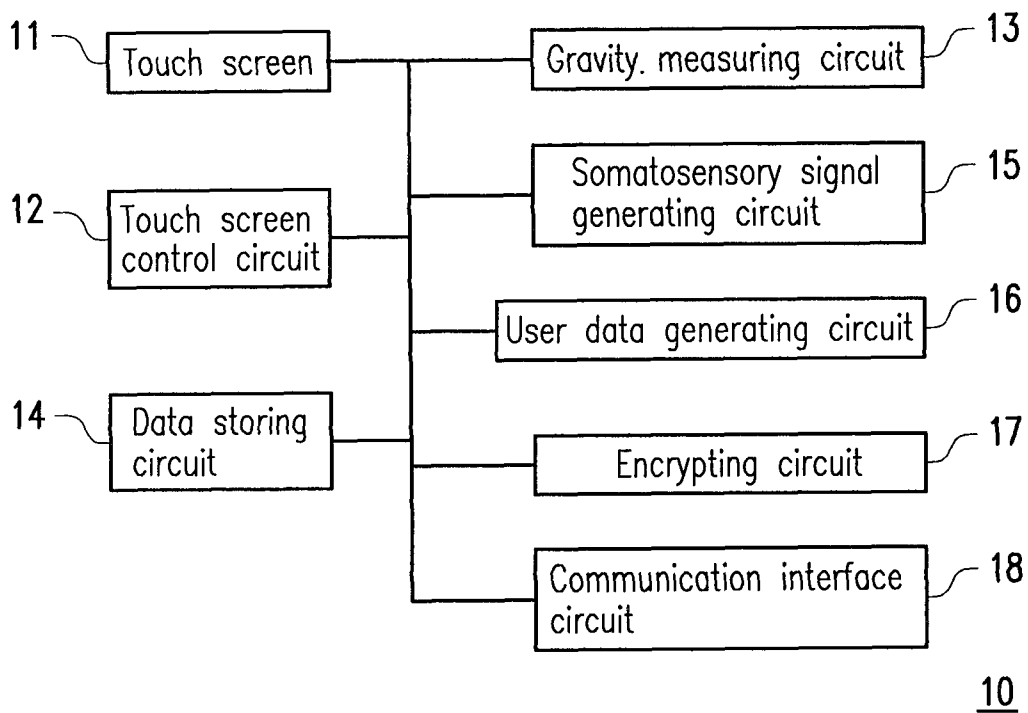 11
Touch screen
13
Gravity. measuring circuit
12
Touch screen
control circuit
15
Somatosensory signal
generating circuit
16
User data generating circuit
14
Data storing
circuit
17
Encrypting circuit
18
Communication interface
circuit
10